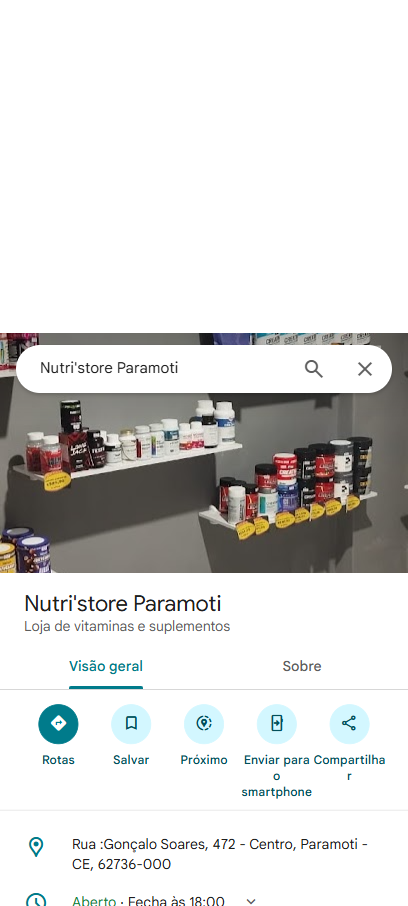 Nutri'store Paramoti
Nutri'store Paramoti
Loja de vitaminas e suplementos
Visão geral
Sobre
Rotas
Salvar
Próximo
Enviar para o smartphone
Compartilhar
Rua :Gonçalo Soares, 472 - Centro, Paramoti -
CE, 62736-000
Aberto · Fecha às 18:00